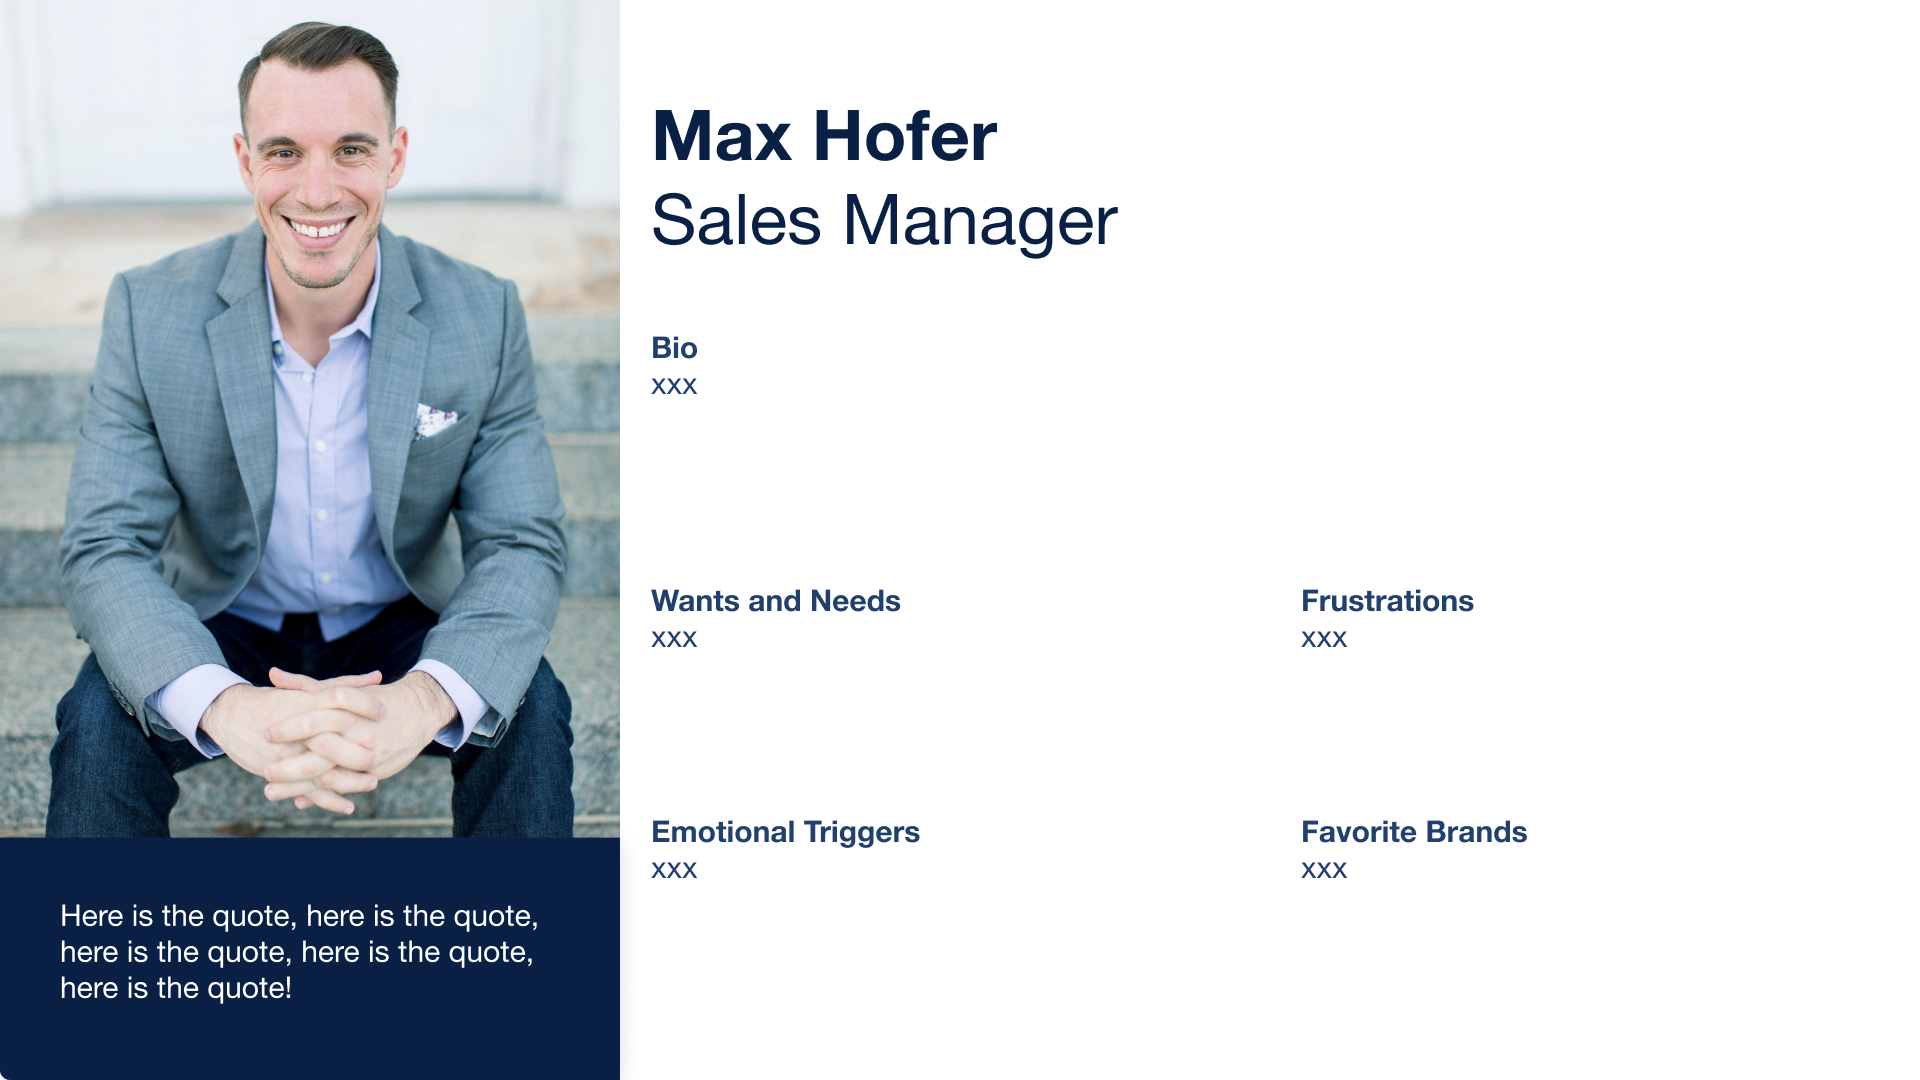 Max Hofer
Sales Manager
Bio
xxx
Wants and Needs
xxx
Frustrations
xxx
Emotional Triggers
xxx
Favorite Brands
xxx
Here is the quote, here is the quote,
here is the quote, here is the quote,
here is the quote!